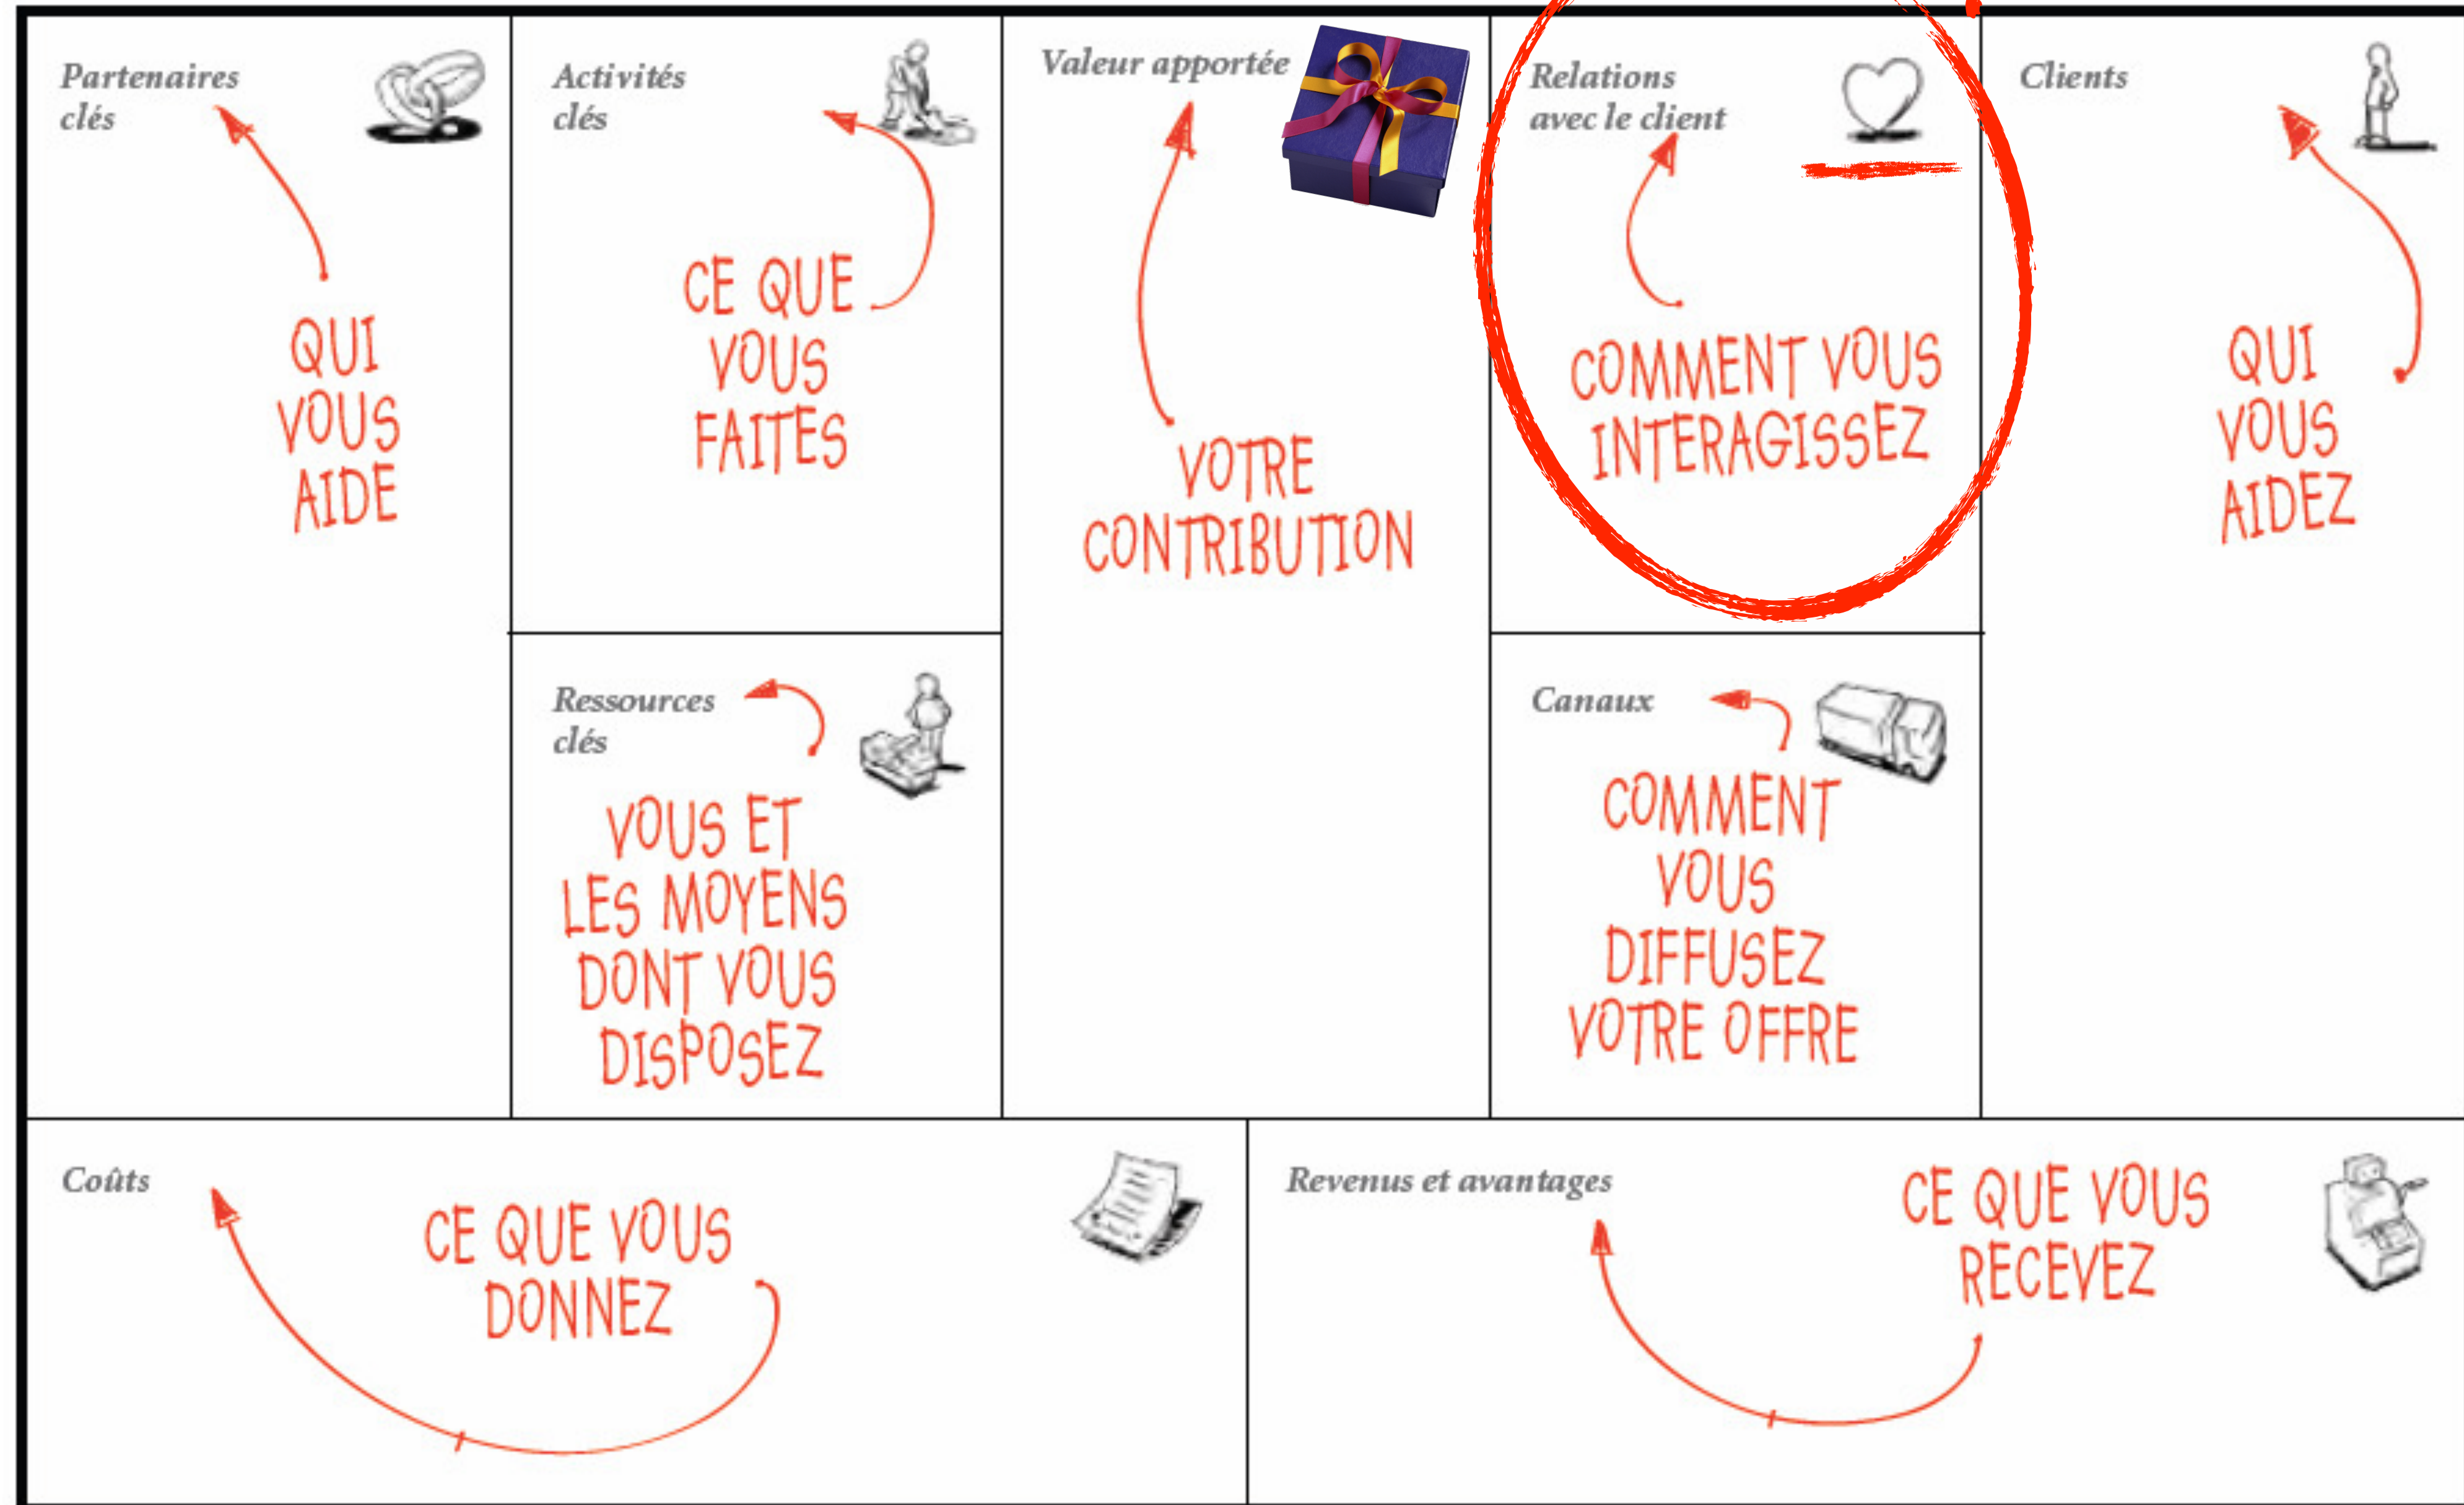 Partenaires
clés
QUI
VOUS
AIDE
Activités
clés
CE QUE
VOUS
FAITES
Ressources
clés
VOUS ET
LES MOYENS
DONT VOUS
DISPOSEZ
Valeur apportée
VOTRE
CONTRIBUTION
Relations
avec le client
COMMENT VOUS
INTERAGISSEZ
Canaux
COMMENT
VOUS
DIFFUSEZ
VOTRE OFFRE
Clients
QUI
VOUS
AIDEZ
Coûts
CE QUE VOUS
DONNEZ
Revenus et avantages
CE QUE VOUS
RECEVEZ